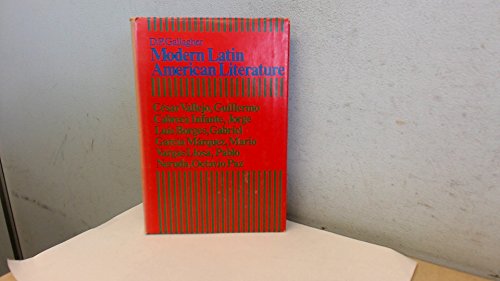 D.P. Gallagher
Modern Latin
American Literature
César Vallejo, Guillermo
Cabrera Infante, Jorge
Luis Borges, Gabriel
García Márquez, Mario
Vargas Llosa, Pablo
Neruda, Octavio Paz